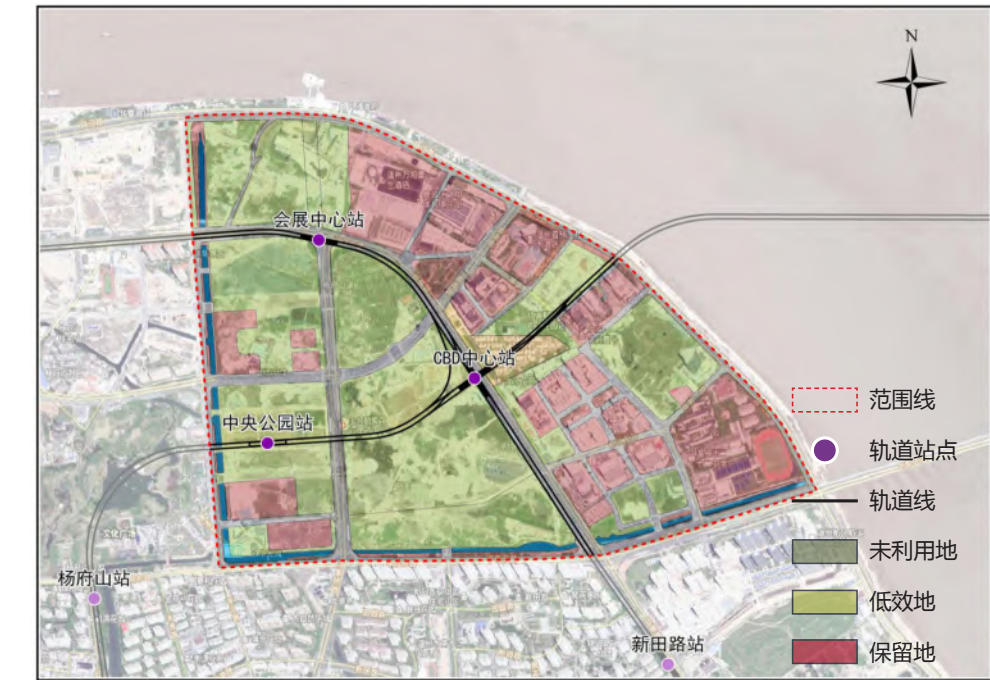 N
会展中心站
CBD中心站
中央公园站
杨府山站
新田路站
范围线
轨道站点
轨道线
未利用地
低效地
保留地